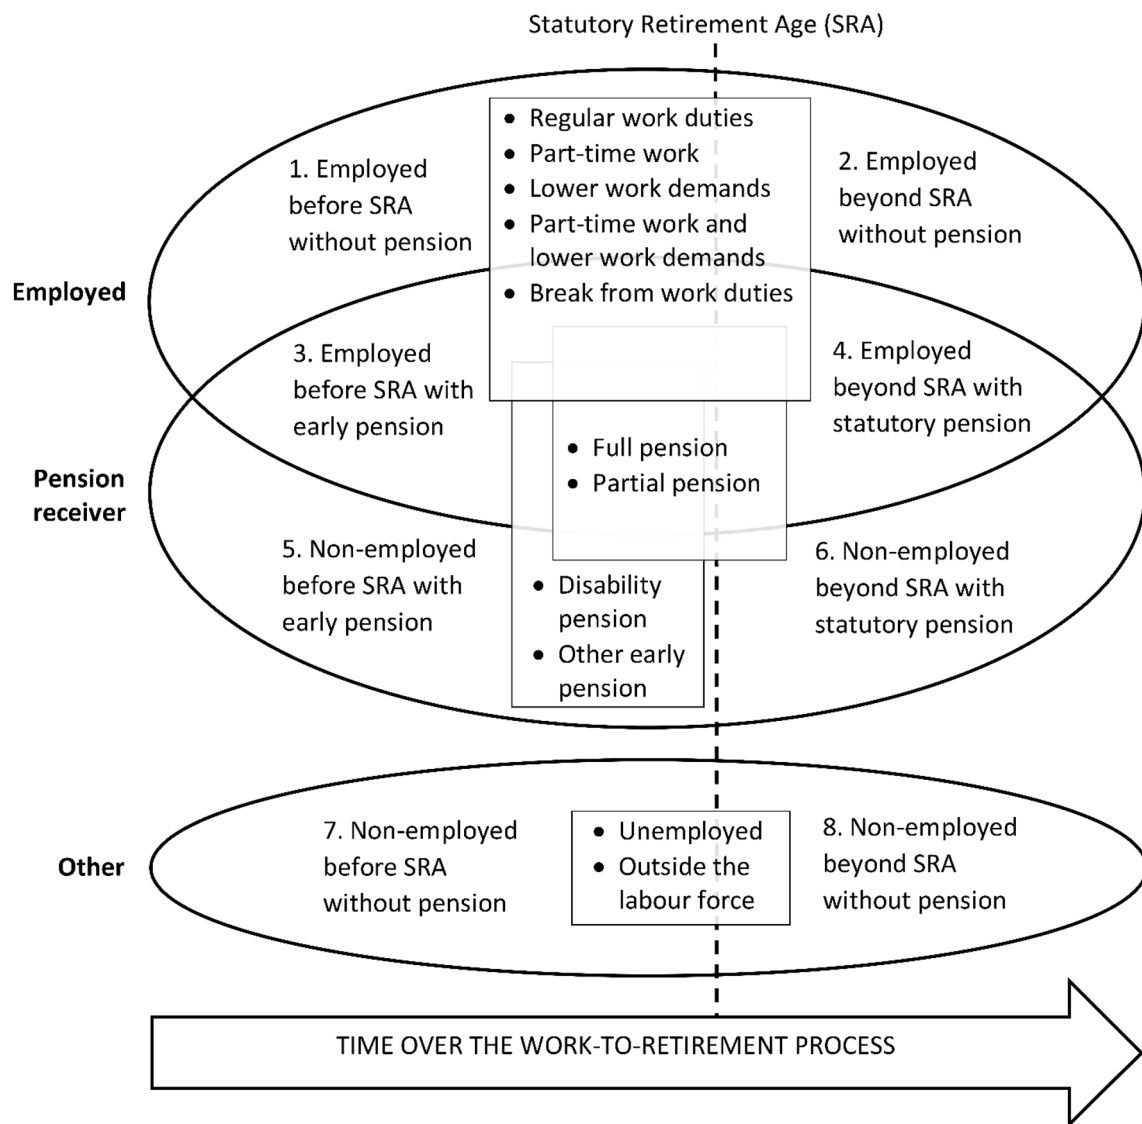 Statutory Retirement Age (SRA)
• Regular work duties
• Part-time work
• Lower work demands
• Part-time work and
lower work demands
• Break from work duties
1. Employed
before SRA
without pension
2. Employed
beyond SRA
without pension
Employed
3. Employed
before SRA with
early pension
4. Employed
beyond SRA with
statutory pension
• Full pension
• Partial pension
Pension
receiver
5. Non-employed
before SRA with
early pension
6. Non-employed
beyond SRA with
statutory pension
• Disability
pension
• Other early
pension
Other
7. Non-employed
before SRA
without pension
• Unemployed
• Outside the
labour force
8. Non-employed
beyond SRA
without pension
TIME OVER THE WORK-TO-RETIREMENT PROCESS